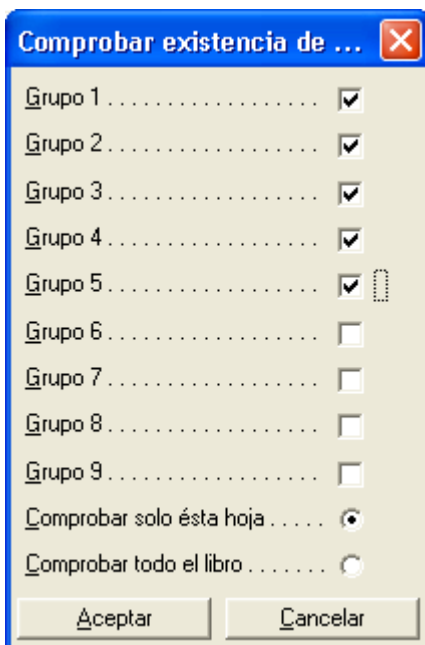 Comprobar existencia de ...
Grupo 1 . . . . . . . . . . . . . . . . . . .
Grupo 2 . . . . . . . . . . . . . . . . . . .
Grupo 3 . . . . . . . . . . . . . . . . . . .
Grupo 4 . . . . . . . . . . . . . . . . . . .
Grupo 5 . . . . . . . . . . . . . . . . . . .
Grupo 6 . . . . . . . . . . . . . . . . . . .
Grupo 7 . . . . . . . . . . . . . . . . . . .
Grupo 8 . . . . . . . . . . . . . . . . . . .
Grupo 9 . . . . . . . . . . . . . . . . . . .
Comprobar solo ésta hoja . . . . .
Comprobar todo el libro . . . . . . .
Aceptar Cancelar